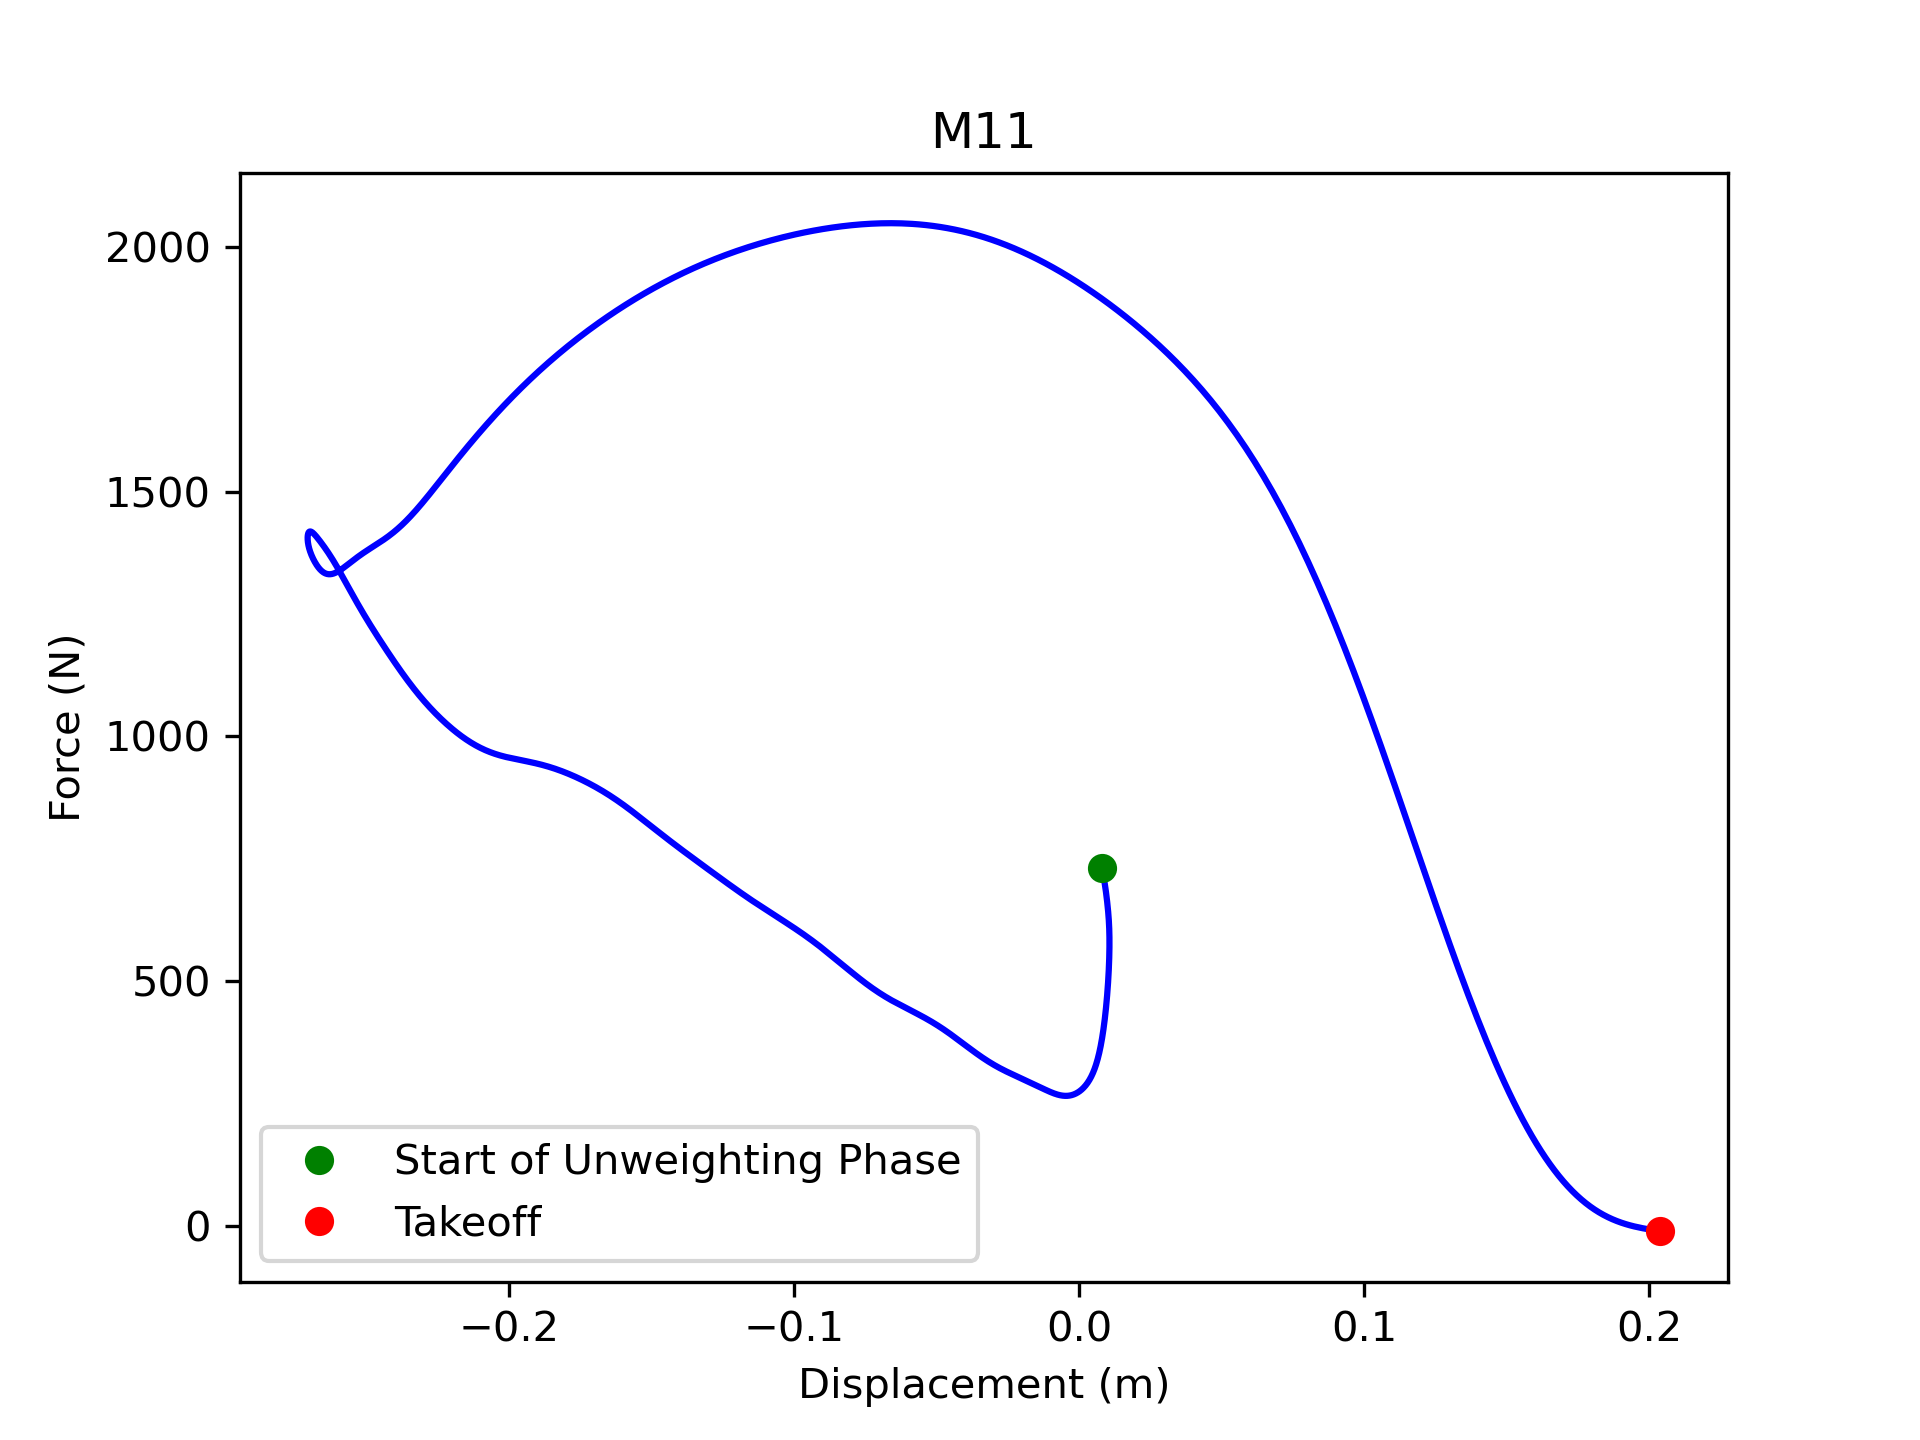 M11
2000
1500
1000
500
0
Force (N)
Start of Unweighting Phase
Takeoff
−0.2 −0.1 0.0 0.1 0.2
Displacement (m)